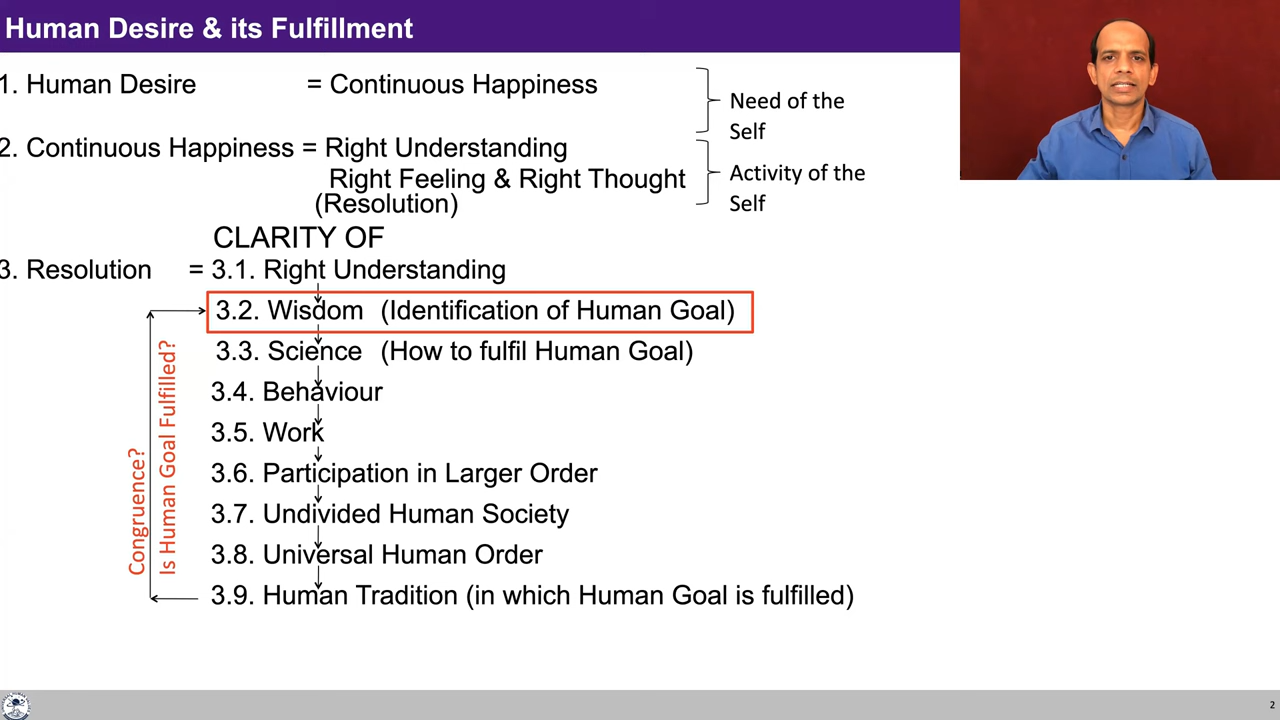 Human Desire & its Fulfillment
1. Human Desire = Continuous Happiness
Need of the
Self
2. Continuous Happiness = Right Understanding
Right Feeling & Right Thought
(Resolution)
Activity of the
Self
CLARITY OF
3. Resolution = 3.1. Right Understanding
3.2. Wisdom (Identification of Human Goal)
3.3. Science (How to fulfil Human Goal)
3.4. Behaviour
3.5. Work
3.6. Participation in Larger Order
3.7. Undivided Human Society
3.8. Universal Human Order
3.9. Human Tradition (in which Human Goal is fulfilled)
Congruence?
Is Human Goal Fulfilled?
2